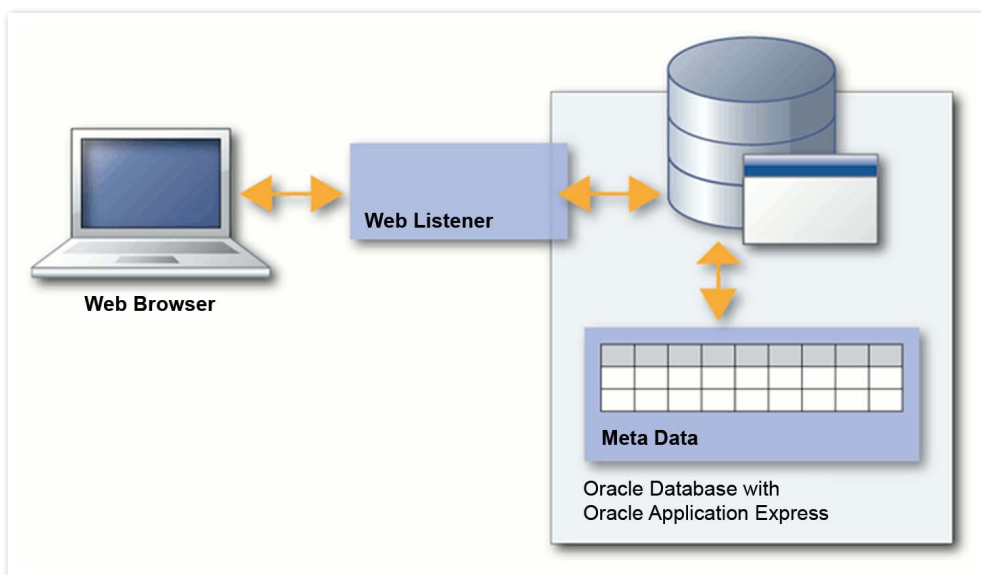 Web Listener
Web Browser
Meta Data
Oracle Database with
Oracle Application Express